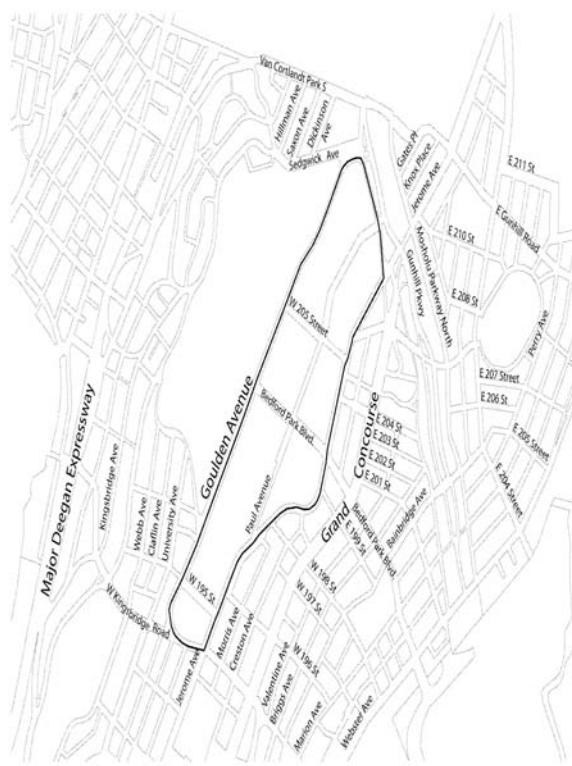 Van Cortlandt Park S
Hillman Ave
Saxon Ave
Dickinson
Ave
Sedgwick Ave
Gates Pl
Knox Place
Jerome Ave
E 211 St
E Gunhill Road
E 210 St
Mosholu Parkway North
Gunhill Pkwy
E 208 St
Perry Ave
W 205 Street
E 207 Street
E 206 St
Goulden Avenue
Bedford Park Blvd.
Concourse
E 204 St
E 203 St
E 202 St
E 201 St
E 205 Street
E 204 Street
Major Deegan Expressway
Kingsbridge Ave
Webb Ave
Claflin Ave
University Ave
Paul Avenue
Grand
E 199 St
Bedford Park Blvd.
Bainbridge Ave
W 195 St
W 198 St
W 197 St
W Kingsbridge Road
Morris Ave
Creston Ave
W 196 St
Jerome Ave
Valentine Ave
Briggs Ave
Marion Ave
Webster Ave